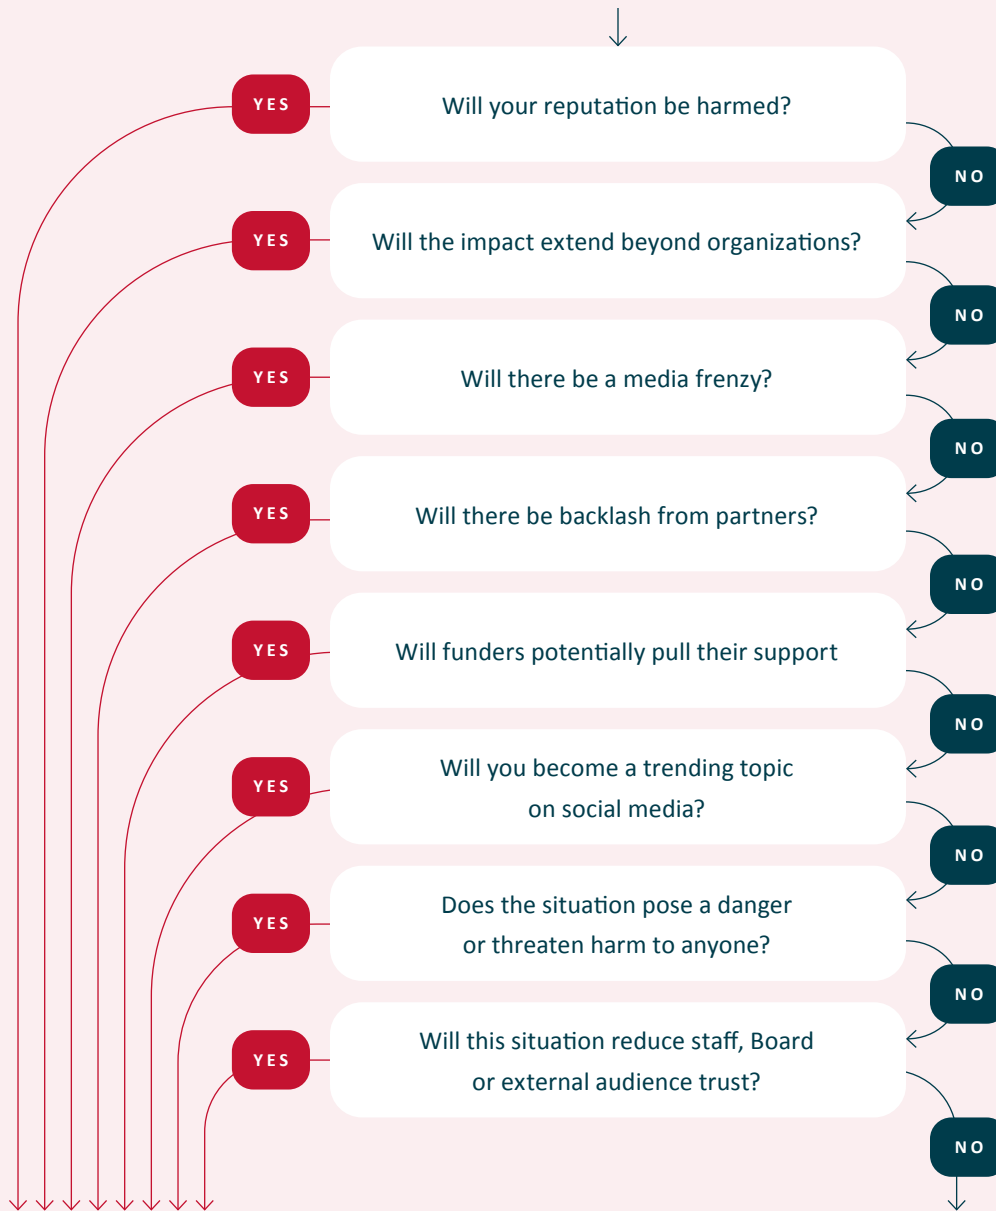 YES
Will your reputation be harmed?
NO
YES
Will the impact extend beyond organizations?
NO
YES
Will there be a media frenzy?
NO
YES
Will there be backlash from partners?
NO
YES
Will funders potentially pull their support
NO
YES
Will you become a trending topic
on social media?
NO
YES
Does the situation pose a danger
or threaten harm to anyone?
NO
YES
Will this situation reduce staff, Board
or external audience trust?
NO